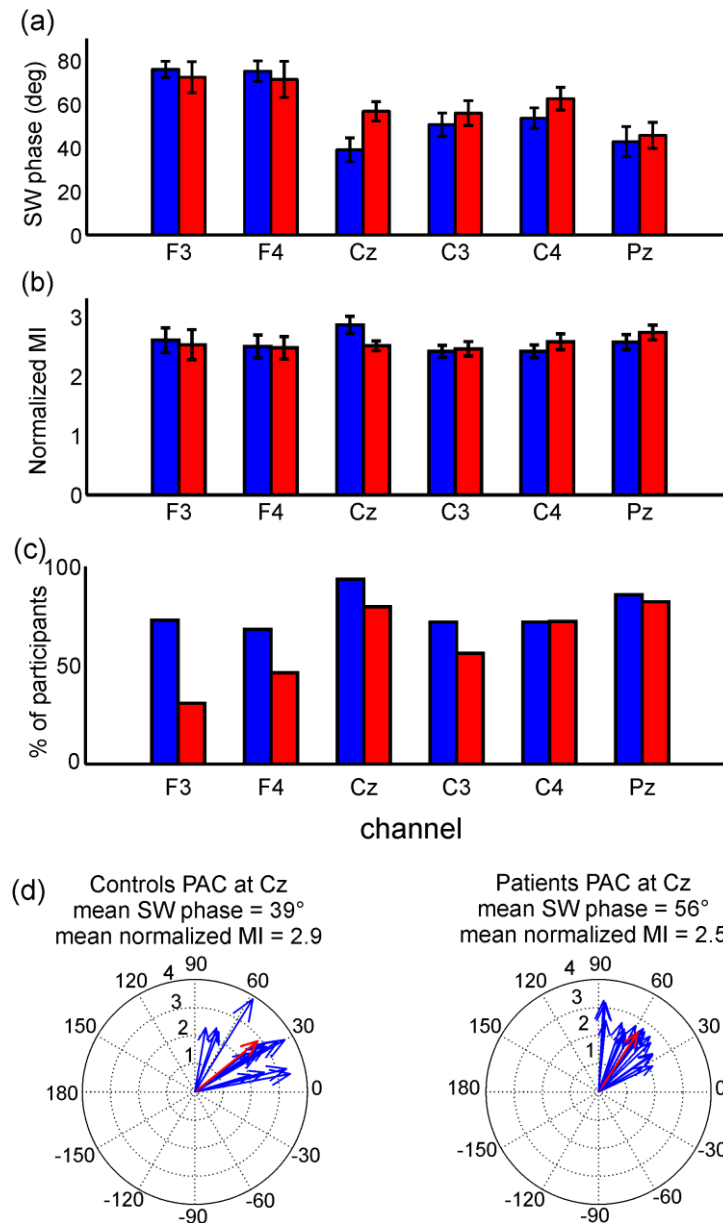 (a)
SW phase (deg)
80
60
40
20
0
F3 F4 Cz C3 C4 Pz
(b)
Normalized MI
3
2
1
0
F3 F4 Cz C3 C4 Pz
(c)
% of participants
100
50
0
F3 F4 Cz C3 C4 Pz
channel
(d)
Controls PAC at Cz
mean SW phase = 39°
mean normalized MI = 2.9
90
120 4 60
3
150 2 30
1
180 0
-150 -30
-120 -60
-90
Patients PAC at Cz
mean SW phase = 56°
mean normalized MI = 2.5
90
120 4 60
3
150 2 30
1
180 0
-150 -30
-120 -60
-90